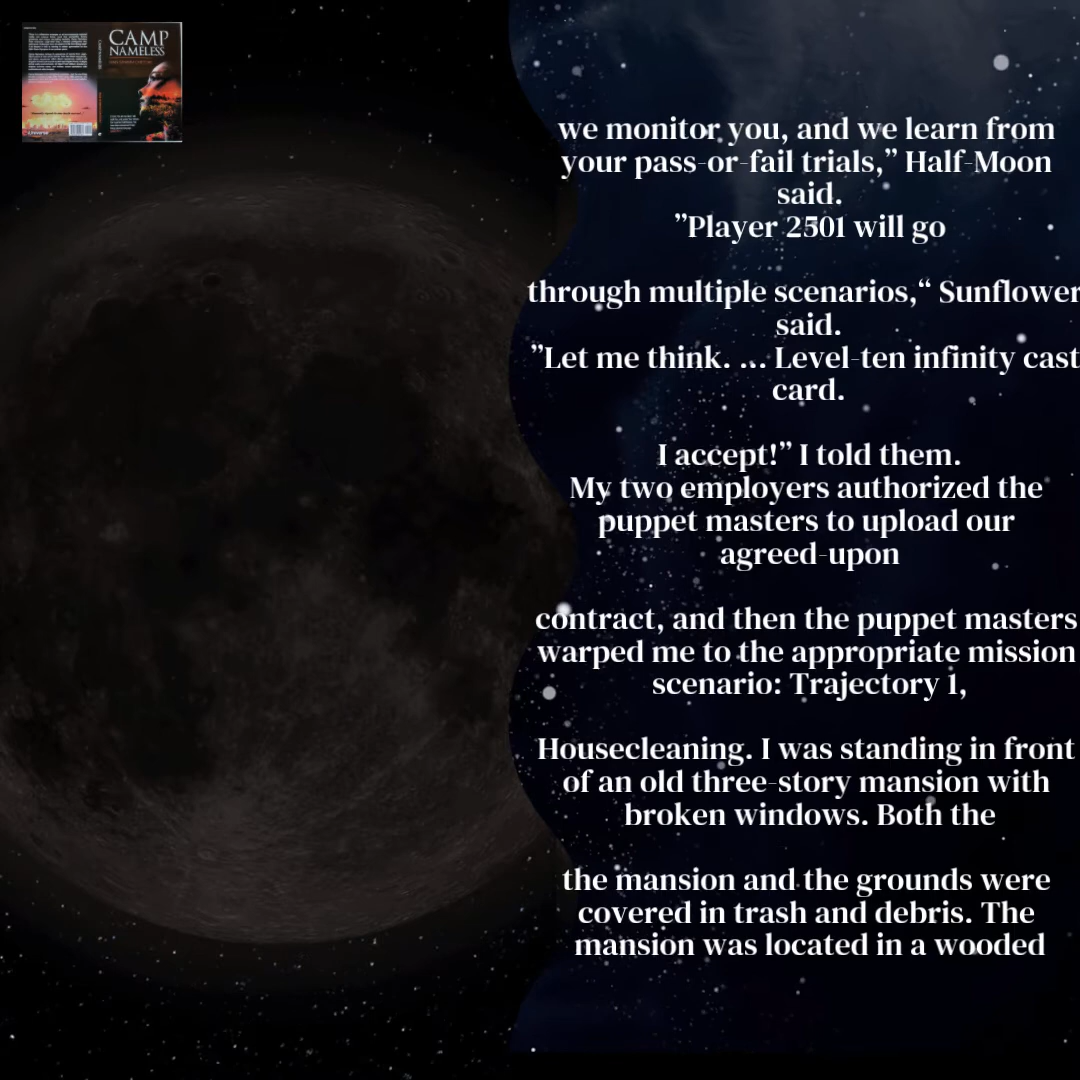 CAMP
NAMELESS
we monitor you, and we learn from
your pass-or-fail trials,” Half-Moon
said.
”Player 2501 will go
through multiple scenarios,“ Sunflower
said.
”Let me think. ... Level-ten infinity cast
card.
I accept!” I told them.
My two employers authorized the
puppet masters to upload our
agreed-upon
contract, and then the puppet masters
warped me to the appropriate mission
scenario: Trajectory 1,
Housecleaning. I was standing in front
of an old three-story mansion with
broken windows. Both the
the mansion and the grounds were
covered in trash and debris. The
mansion was located in a wooded